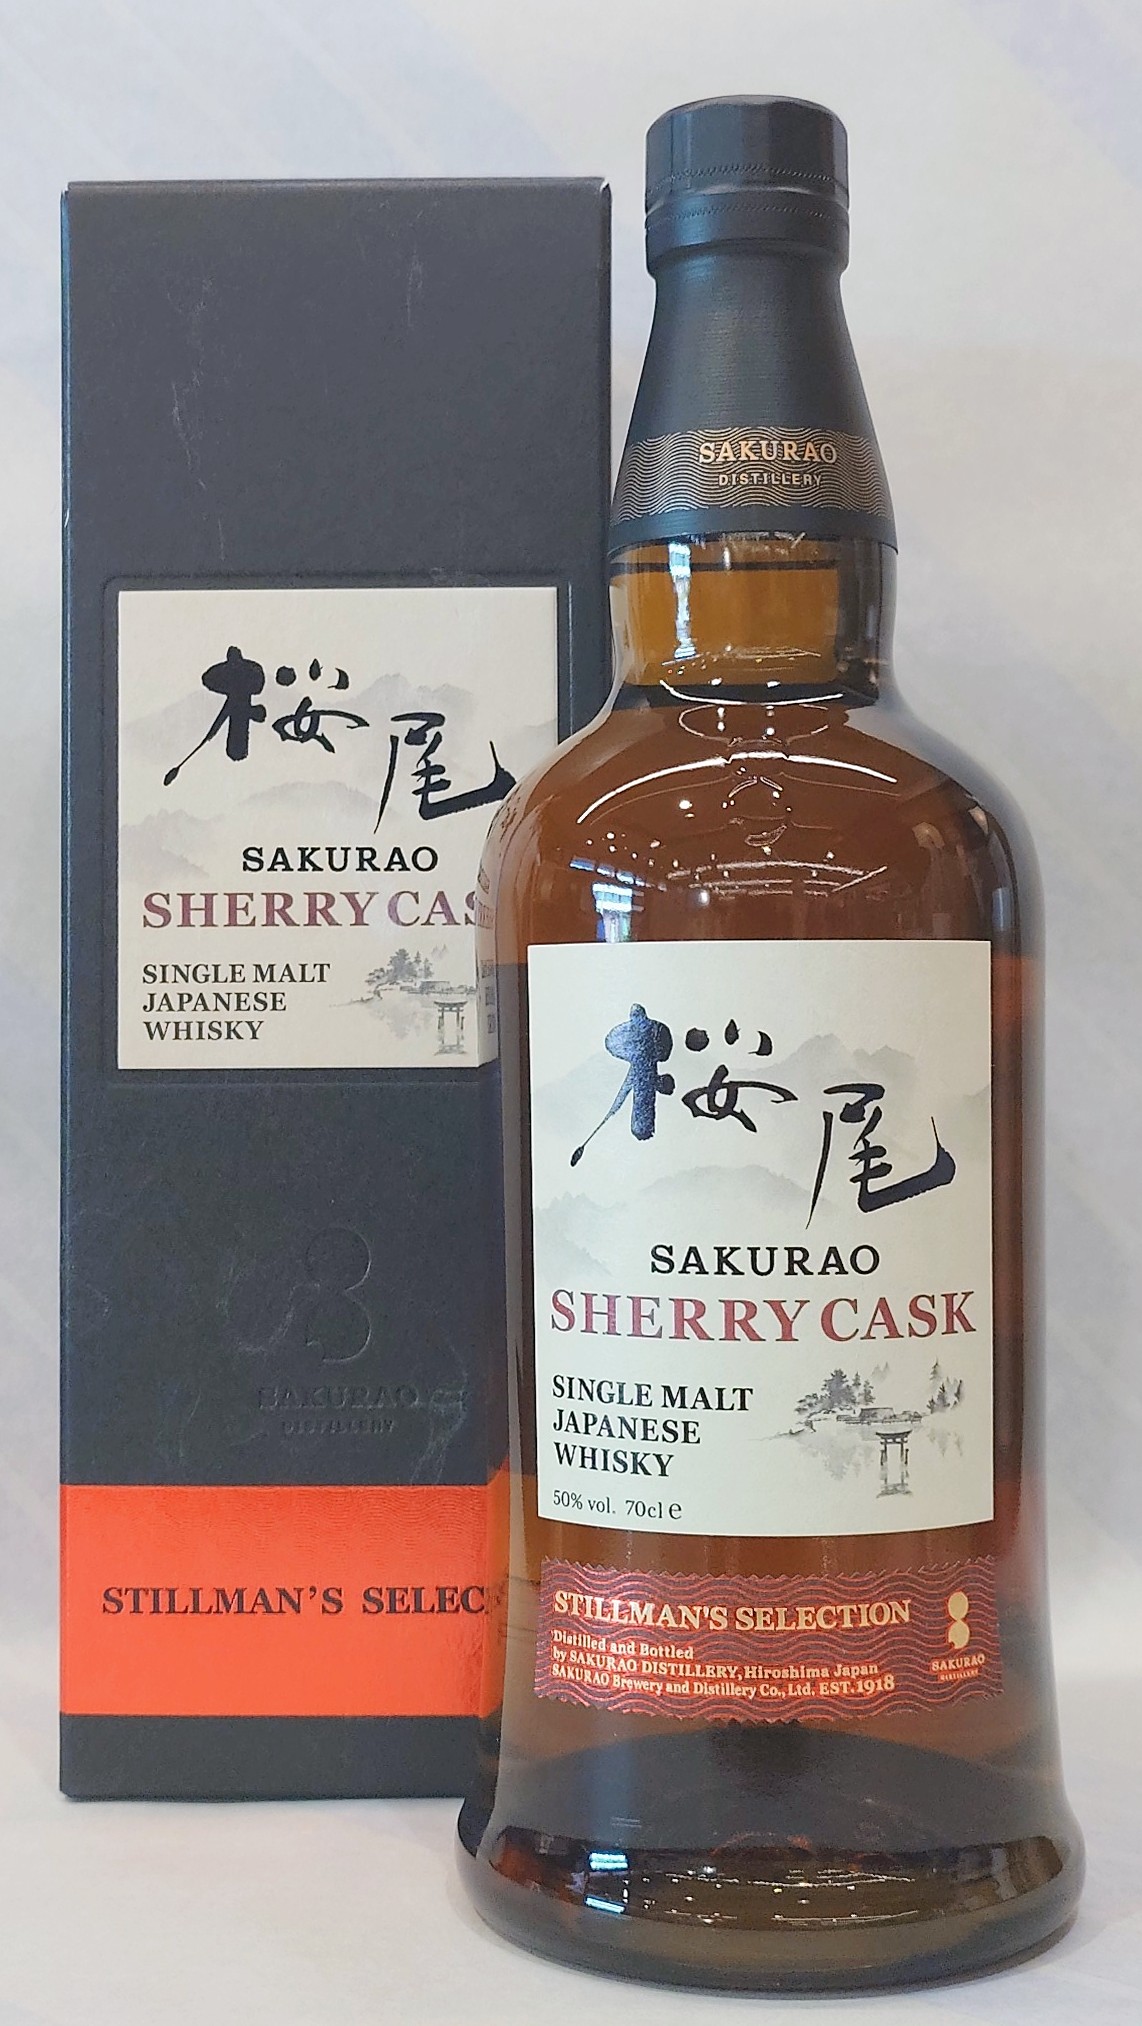 桜尾
SAKURAO
SHERRY CAS
SINGLE MALT
JAPANESE
WHISKY
SAKURAO
DISTILLERY
STILLMAN'S SELEC
SAKURAO
DISTILLERY
桜尾
SAKURAO
SHERRY CASK
SINGLE MALT
JAPANESE
WHISKY
50% vol. 70cl e
STILLMAN'S SELECTION
Distilled and Bottled
by SAKURAO DISTILLERY, Hiroshima Japan
SAKURAO Brewery and Distillery Co., Ltd. EST.1918
SAKURAO
DISTILLERY